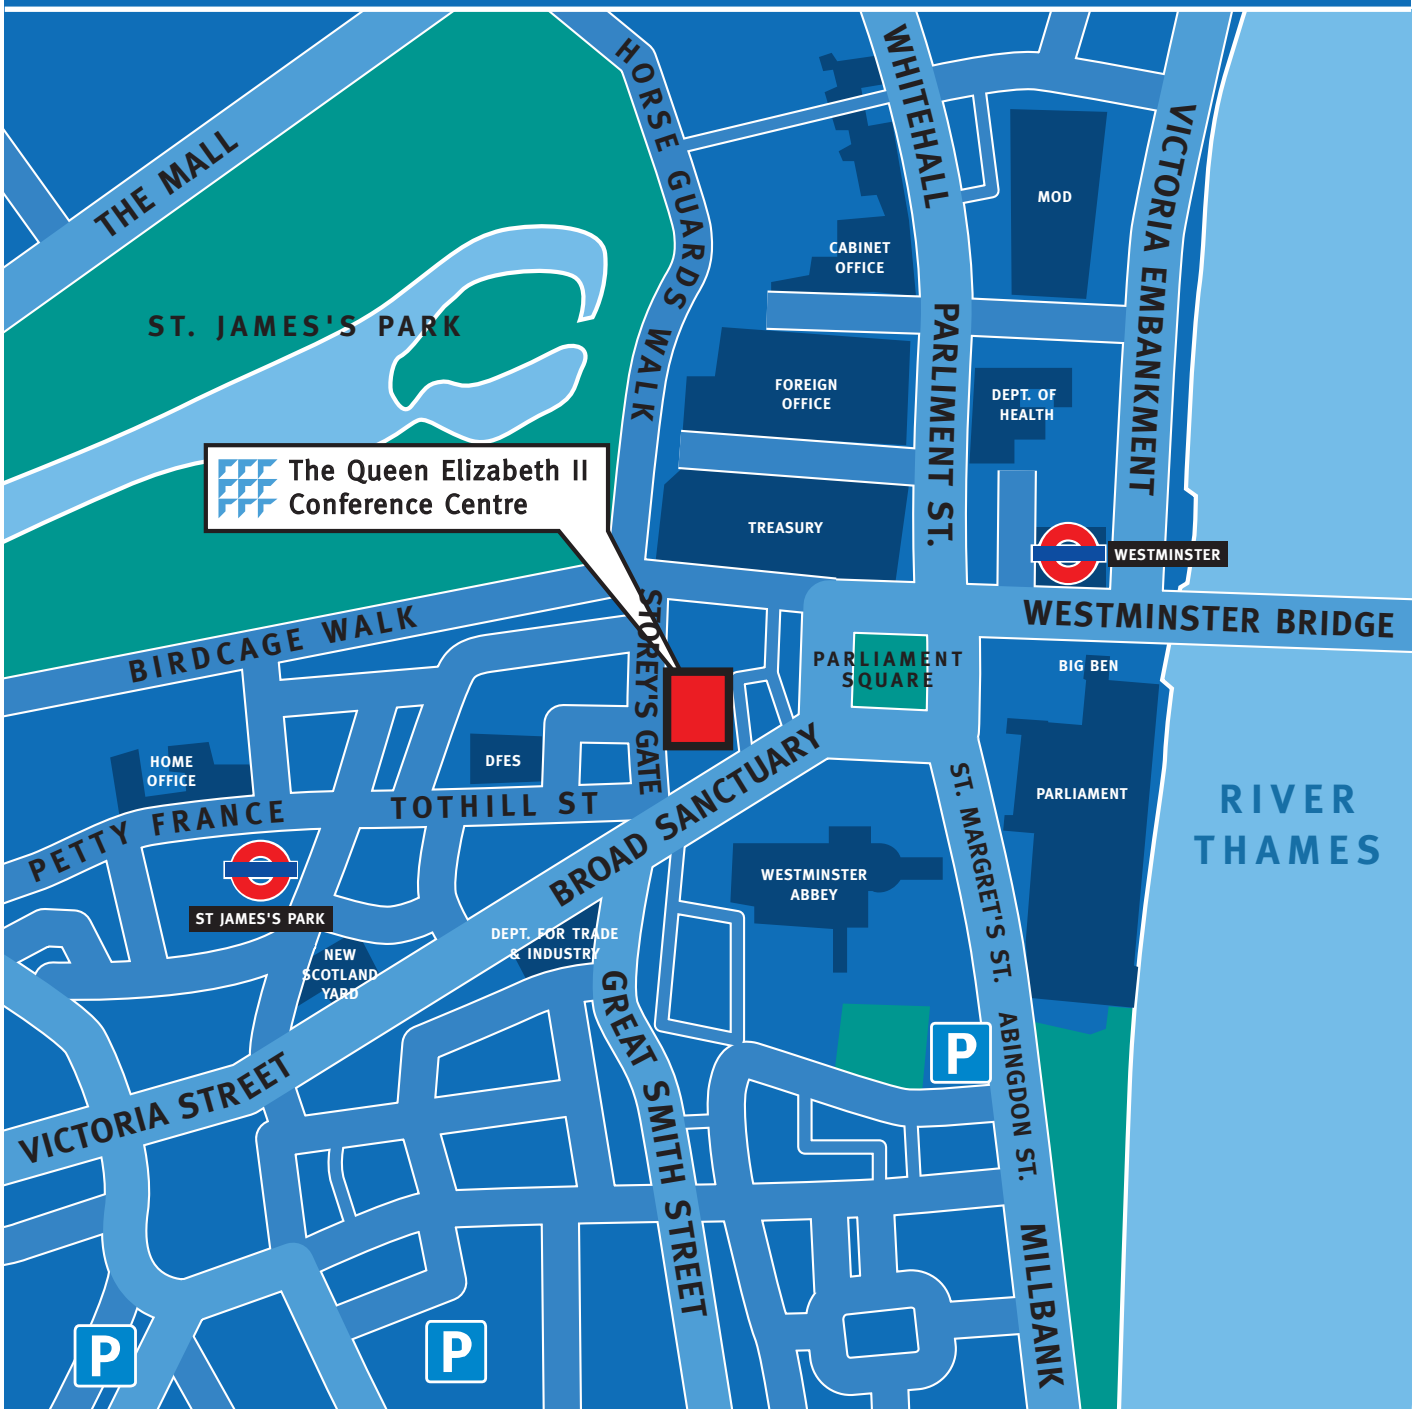 HORSE GUARDS WALK
WHITEHALL
THE MALL
VICTORIA EMBANKMENT
MOD
CABINET
OFFICE
ST. JAMES'S PARK
PARLIMENT ST.
FOREIGN
OFFICE
DEPT. OF
HEALTH
The Queen Elizabeth II
Conference Centre
TREASURY
WESTMINSTER
BIRDCAGE WALK
STOREY'S GATE
WESTMINSTER BRIDGE
PARLIAMENT
SQUARE
BIG BEN
HOME
OFFICE
DFES
PETTY FRANCE
TOTHILL ST
BROAD SANCTUARY
ST. MARGRET'S ST.
PARLIAMENT
RIVER
THAMES
WESTMINSTER
ABBEY
ST JAMES'S PARK
DEPT. FOR TRADE
& INDUSTRY
NEW
SCOTLAND
YARD
GREAT SMITH STREET
P
ABINGDON ST.
VICTORIA STREET
MILLBANK
P
P